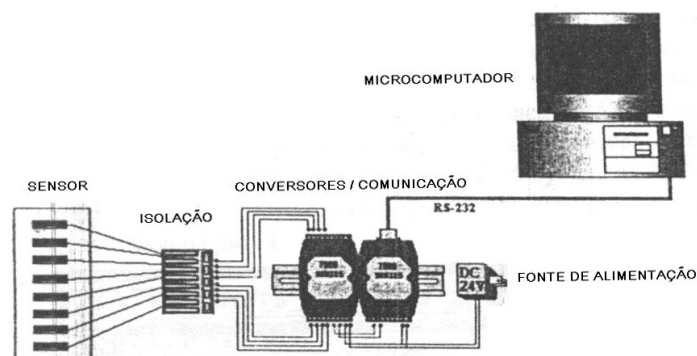 MICROCOMPUTADOR
SENSOR
CONVERSORES / COMUNICAÇÃO
ISOLAÇÃO
RS-232
DC
24V
FONTE DE ALIMENTAÇÃO